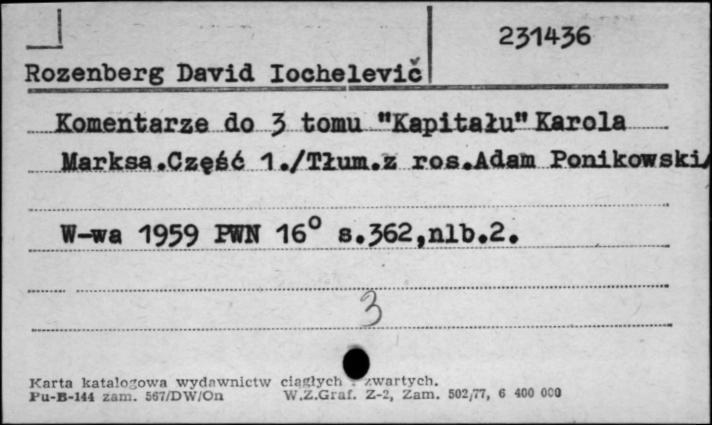 231436
Rozenberg David Iochelevič
Komentarze do 3 tomu "Kapitału" Karola
Marksa.Część 1./Tłum.z ros.Adam Ponikowski/
W-wa 1959 PWN 16° s.362,nlb.2.
3
Karta katalogowa wydawnictw ciągłych i zwartych.
Pu-B-144 zam. 567/DW/On W.Z.Graf. Z-2, Zam. 502/77, 6 400 000